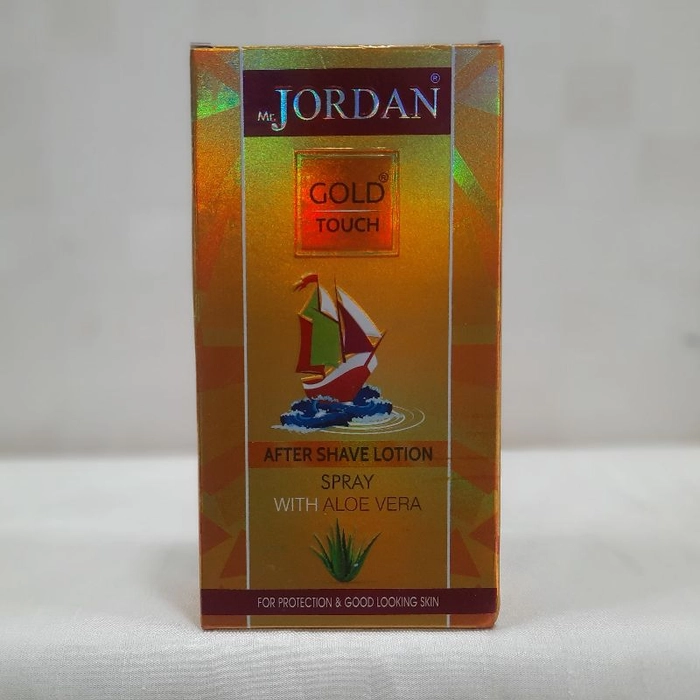 Mr. JORDAN®
GOLD®
TOUCH
AFTER SHAVE LOTION
SPRAY
WITH ALOE VERA
FOR PROTECTION & GOOD LOOKING SKIN